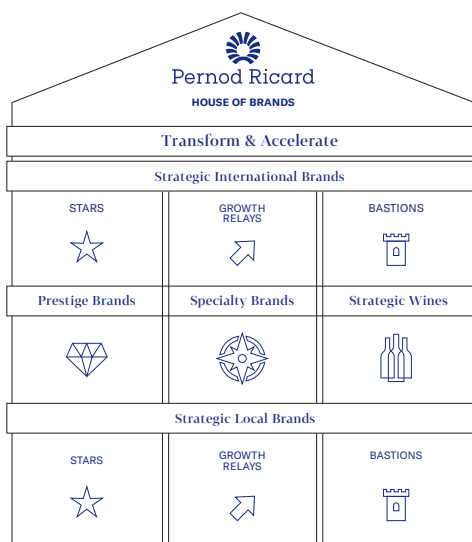 Pernod Ricard
HOUSE OF BRANDS
Transform & Accelerate
Strategic International Brands
STARS
GROWTH
RELAYS
BASTIONS
Prestige Brands
Specialty Brands
Strategic Wines
Strategic Local Brands
STARS
GROWTH
RELAYS
BASTIONS